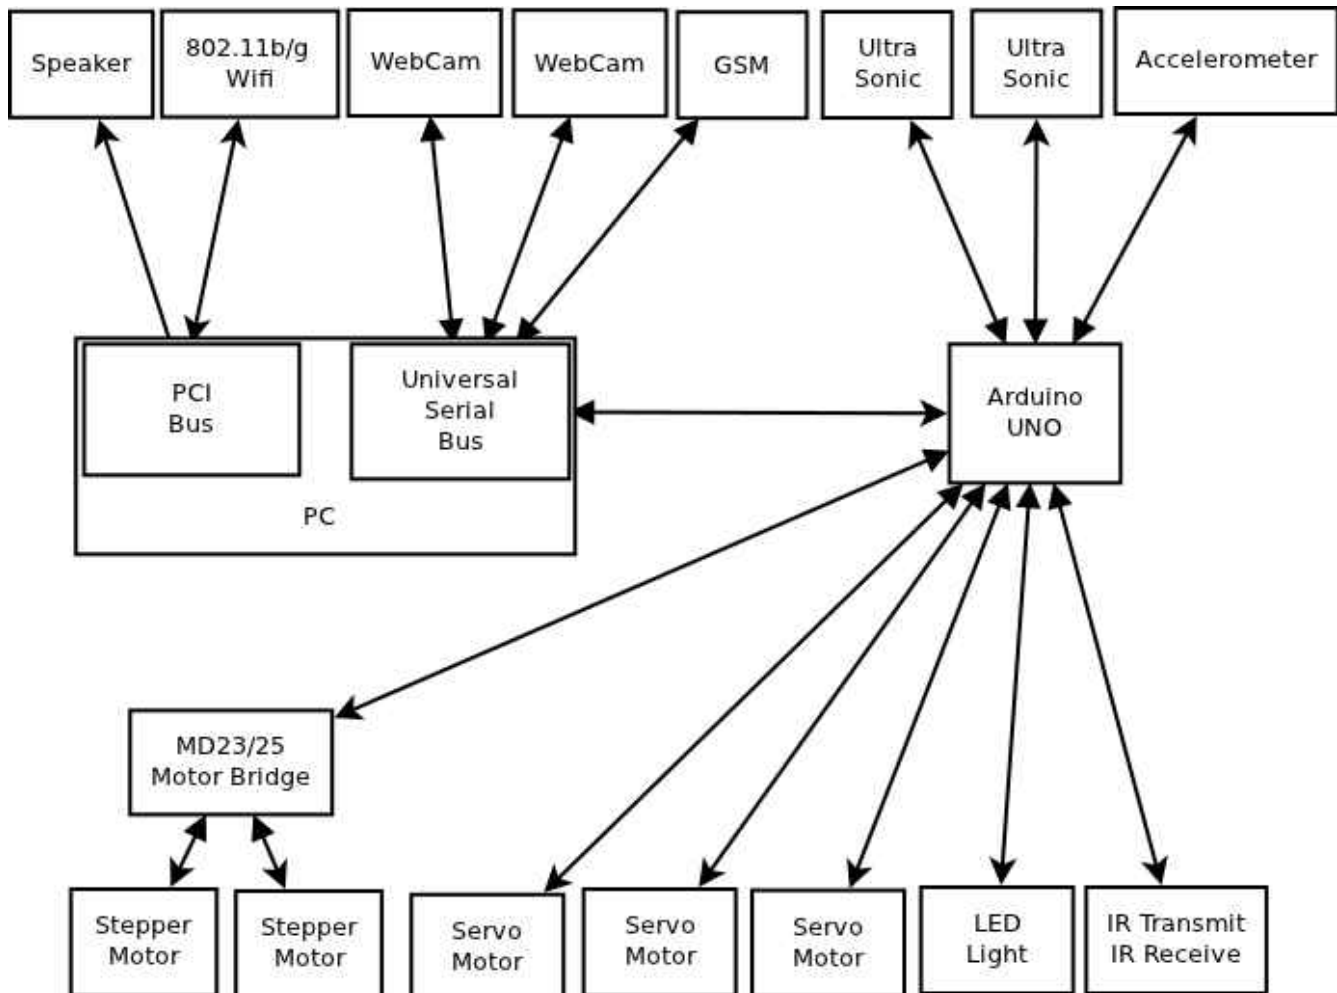 Speaker
802.11b/g
Wifi
WebCam
WebCam
GSM
Ultra
Sonic
Ultra
Sonic
Accelerometer
PCI
Bus
Universal
Serial
Bus
PC
Arduino
UNO
MD23/25
Motor Bridge
Stepper
Motor
Stepper
Motor
Servo
Motor
Servo
Motor
Servo
Motor
LED
Light
IR Transmit
IR Receive